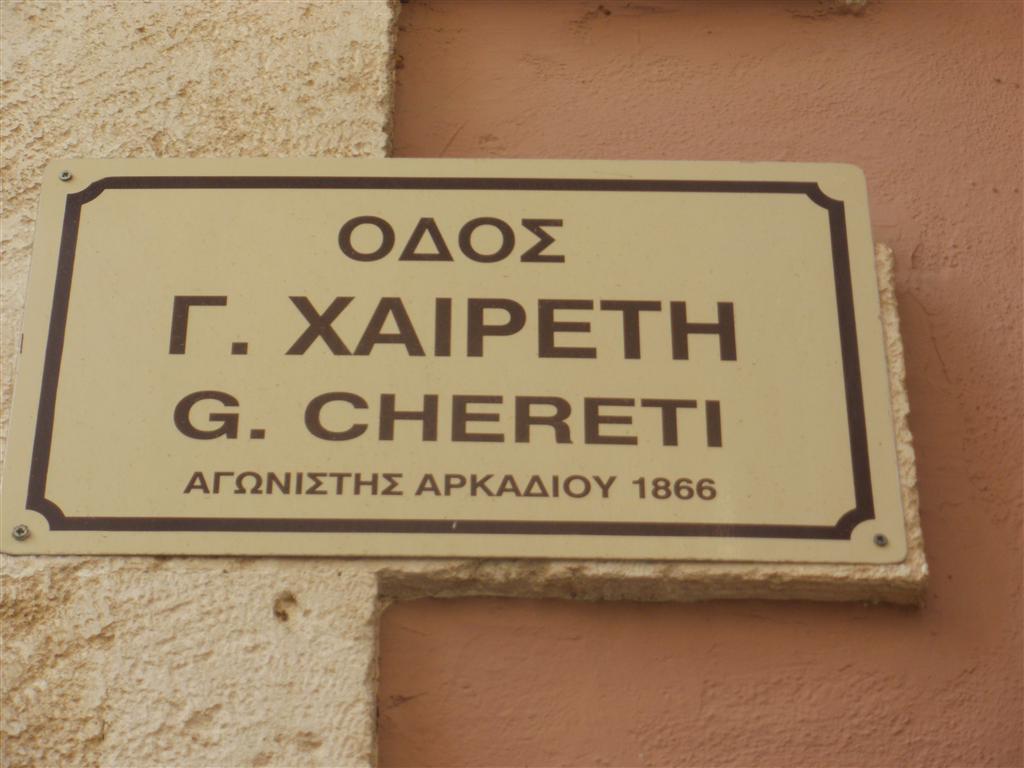 ΟΔΟΣ
Γ. ΧΑΙΡΕΤΗ
G. CHERETI
ΑΓΩΝΙΣΤΗΣ ΑΡΚΑΔΙΟΥ 1866